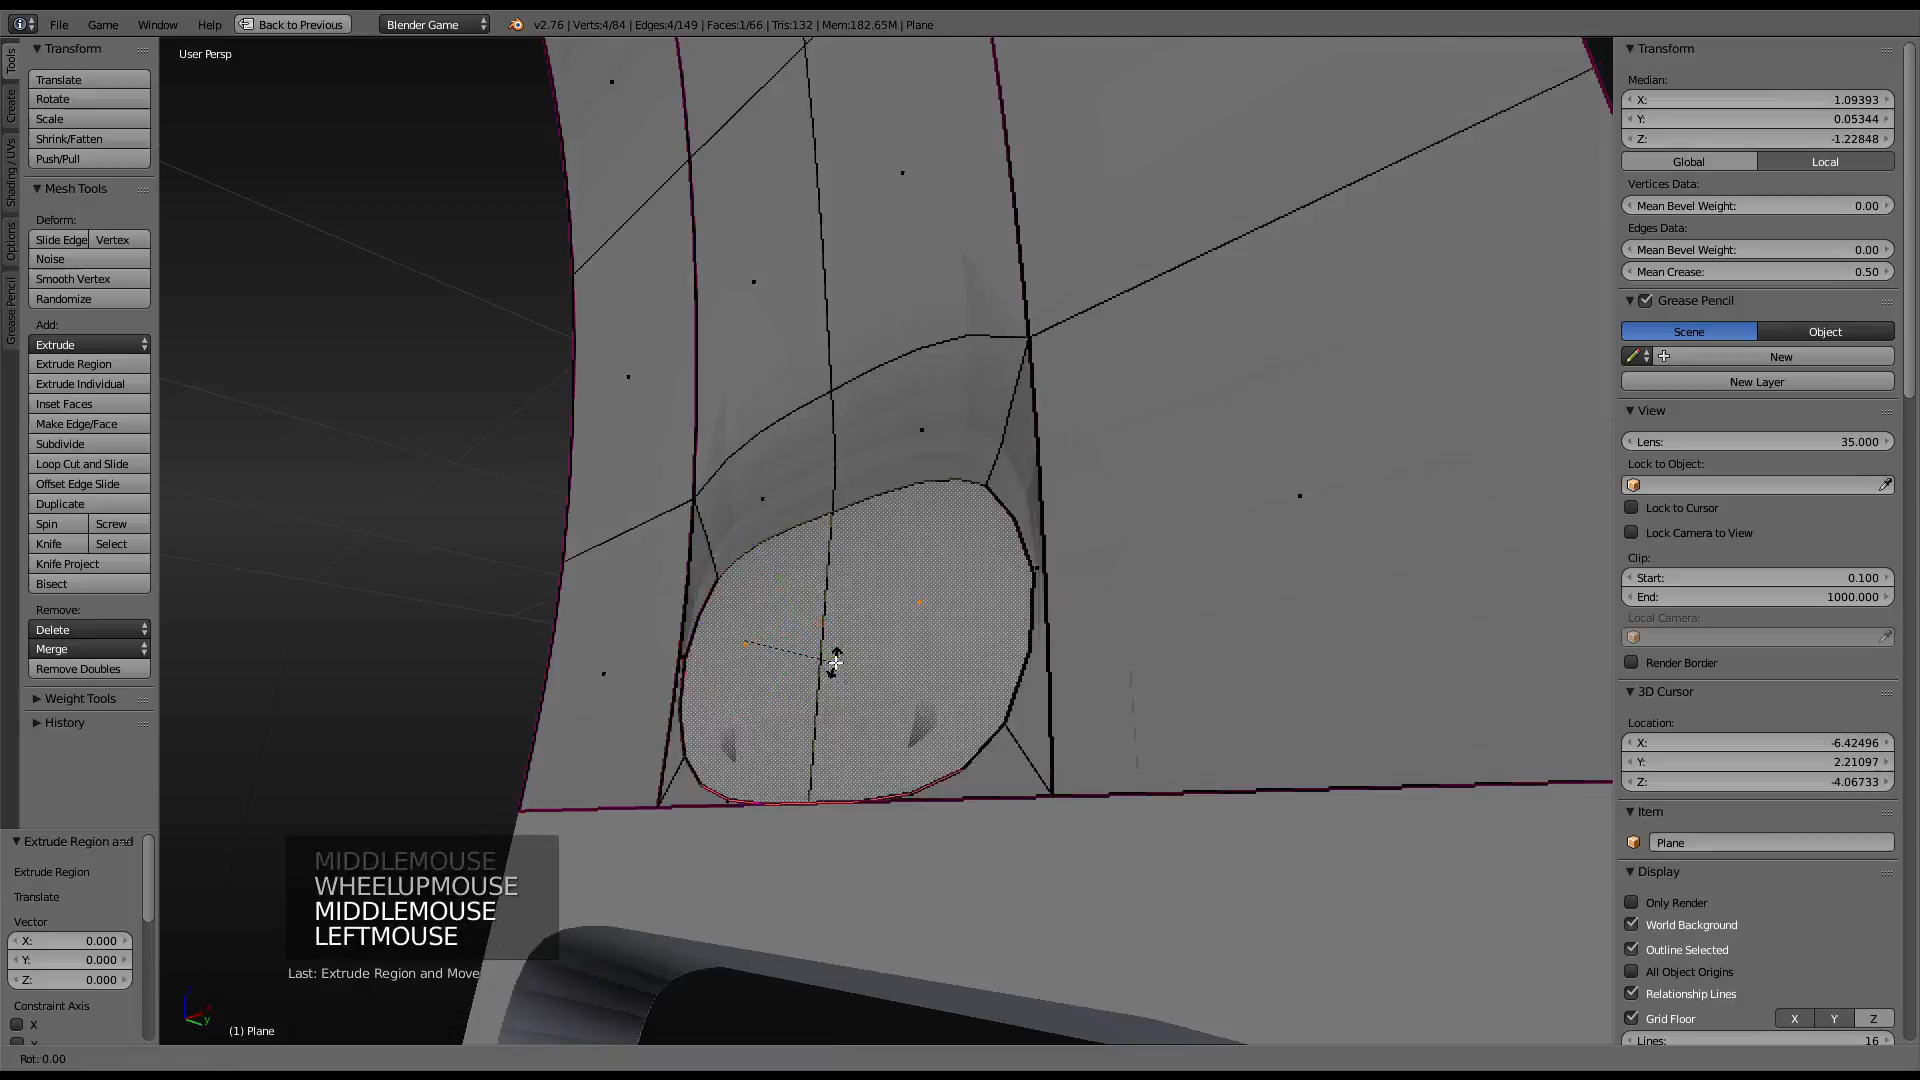 File Game Window Help Back to Previous Blender Game v2.76 | Verts:4/84 | Edges:4/149 | Faces:1/66 | Tris:132 | Mem:182.65M | Plane
Tools
Create
Shading / UVs
Options
Grease Pencil
Transform
Translate
Rotate
Scale
Shrink/Fatten
Push/Pull
Mesh Tools
Deform:
Slide Edge Vertex
Noise
Smooth Vertex
Randomize
Add:
Extrude
Extrude Region
Extrude Individual
Inset Faces
Make Edge/Face
Subdivide
Loop Cut and Slide
Offset Edge Slide
Duplicate
Spin Screw
Knife Select
Knife Project
Bisect
Remove:
Delete
Merge
Remove Doubles
Weight Tools
History
Extrude Region and
Extrude Region
Translate
Vector
X: 0.000
Y: 0.000
Z: 0.000
Constraint Axis
X
Rot: 0.00
User Persp
MIDDLEMOUSE
WHEELUPMOUSE
MIDDLEMOUSE
LEFTMOUSE
Last: Extrude Region and Move
(1) Plane
Transform
Median:
X: 1.09393
Y: 0.05344
Z: -1.22848
Global Local
Vertices Data:
Mean Bevel Weight: 0.00
Edges Data:
Mean Bevel Weight: 0.00
Mean Crease: 0.50
Grease Pencil
Scene Object
New
New Layer
View
Lens: 35.000
Lock to Object:
Lock to Cursor
Lock Camera to View
Clip:
Start: 0.100
End: 1000.000
Local Camera:
Render Border
3D Cursor
Location:
X: -6.42496
Y: 2.21097
Z: -4.06733
Item
Plane
Display
Only Render
World Background
Outline Selected
All Object Origins
Relationship Lines
Grid Floor X Y Z
Lines: 16